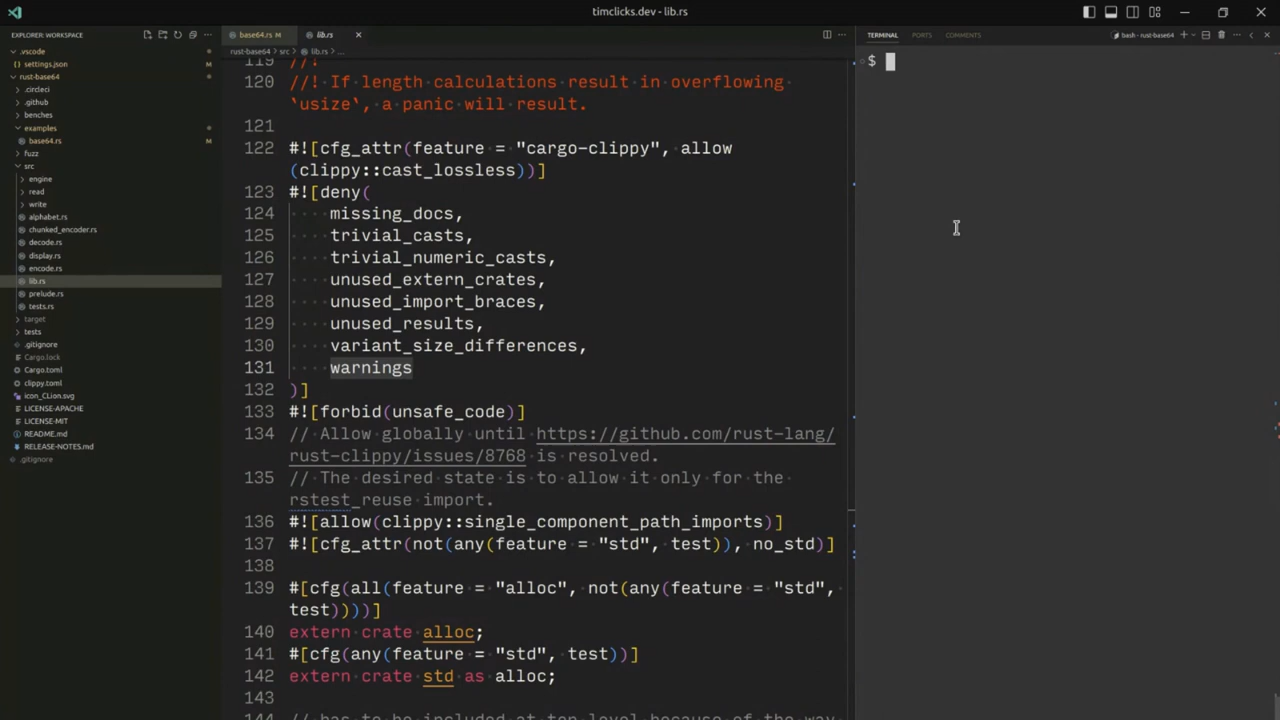 timclicks.dev - lib.rs
EXPLORER: WORKSPACE
.vscode
settings.json
rust-base64
.circleci
.github
benches
examples
base64.rs M
fuzz
src
engine
read
write
alphabet.rs
chunked_encoder.rs
decode.rs
display.rs
encode.rs
lib.rs
prelude.rs
tests.rs
target
tests
.gitignore
Cargo.lock
Cargo.toml
clippy.toml
icon_CLion.svg
LICENSE-APACHE
LICENSE-MIT
README.md
RELEASE-NOTES.md
.gitignore
base64.rs M lib.rs
rust-base64 > src > lib.rs > ...
119 //!
120 //! If length calculations result in overflowing
`usize`, a panic will result.
121
122 #![cfg_attr(feature = "cargo-clippy", allow
(clippy::cast_lossless))]
123 #![deny(
124 missing_docs,
125 trivial_casts,
126 trivial_numeric_casts,
127 unused_extern_crates,
128 unused_import_braces,
129 unused_results,
130 variant_size_differences,
131 warnings
132 )]
133 #![forbid(unsafe_code)]
134 // Allow globally until https://github.com/rust-lang/
rust-clippy/issues/8768 is resolved.
135 // The desired state is to allow it only for the
rstest_reuse import.
136 #![allow(clippy::single_component_path_imports)]
137 #![cfg_attr(not(any(feature = "std", test)), no_std)]
138
139 #[cfg(all(feature = "alloc", not(any(feature = "std",
test))))]
140 extern crate alloc;
141 #[cfg(any(feature = "std", test))]
142 extern crate std as alloc;
143
144 // has to be included at top level because of the way
TERMINAL PORTS COMMENTS
bash - rust-base64
$